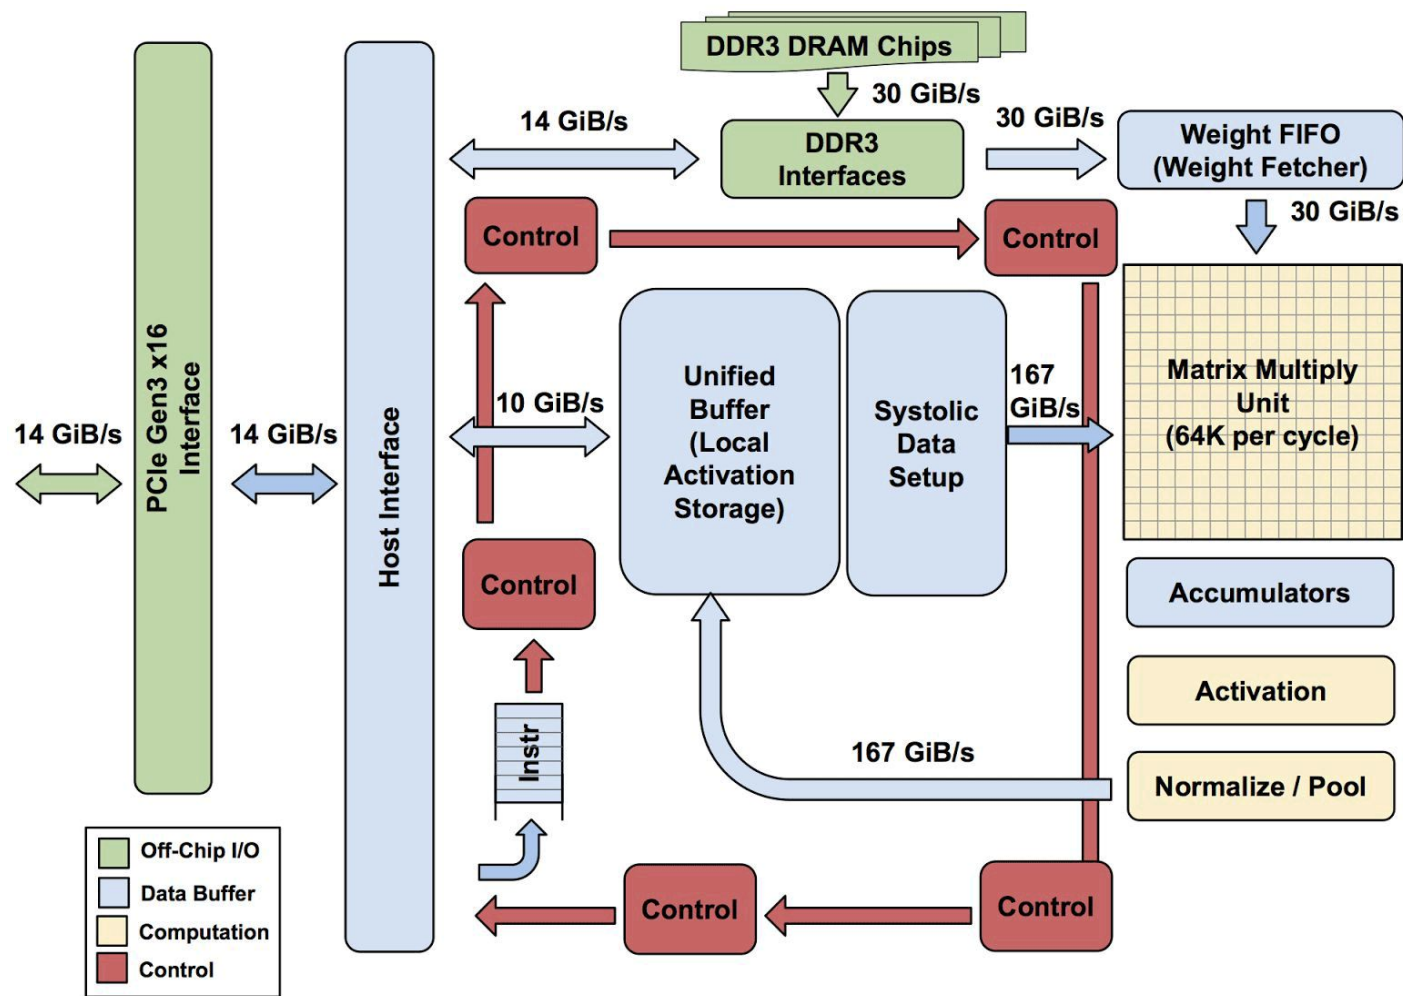 DDR3 DRAM Chips
30 GiB/s
14 GiB/s
DDR3
Interfaces
30 GiB/s
Weight FIFO
(Weight Fetcher)
30 GiB/s
Control
Control
PCIe Gen3 x16
Interface
14 GiB/s
14 GiB/s
Host Interface
10 GiB/s
Unified
Buffer
(Local
Activation
Storage)
Systolic
Data
Setup
167
GiB/s
Matrix Multiply
Unit
(64K per cycle)
Control
Accumulators
Activation
Instr
167 GiB/s
Normalize / Pool
Control
Control
Off-Chip I/O
Data Buffer
Computation
Control